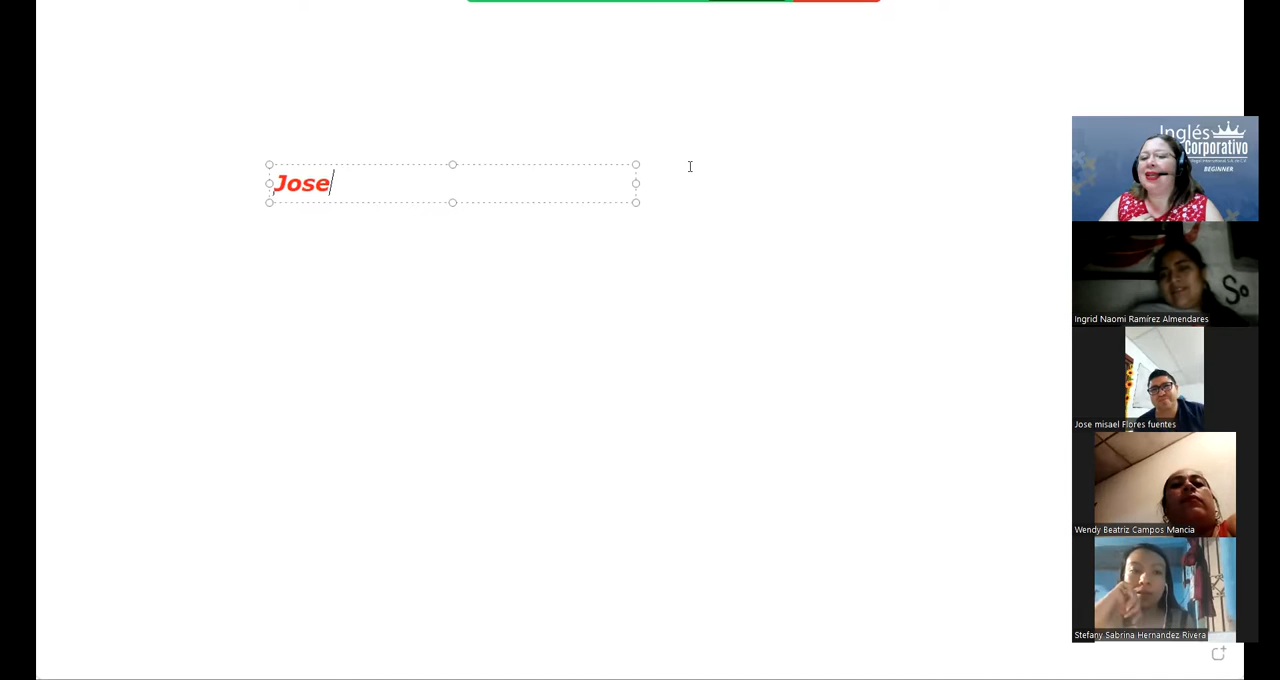 Jose
Inglés
Corporativo
BEGINNER
So
Ingrid Naomi Ramírez Almendares
Jose misael Flores fuentes
Wendy Beatriz Campos Mancia
Stefany Sabrina Hernandez Rivera